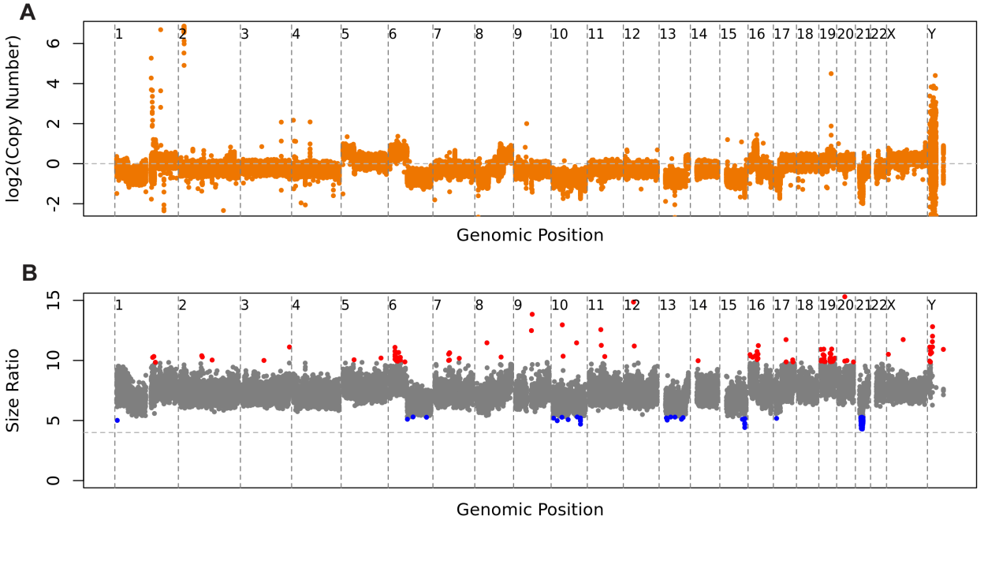 A
log2(Copy Number)
6
4
2
0
-2
1 2 3 4 5 6 7 8 9 10 11 12 13 14 15 16 17 18 19 20 21 22 X Y
Genomic Position
B
Size Ratio
15
10
5
0
1 2 3 4 5 6 7 8 9 10 11 12 13 14 15 16 17 18 19 20 21 22 X Y
Genomic Position